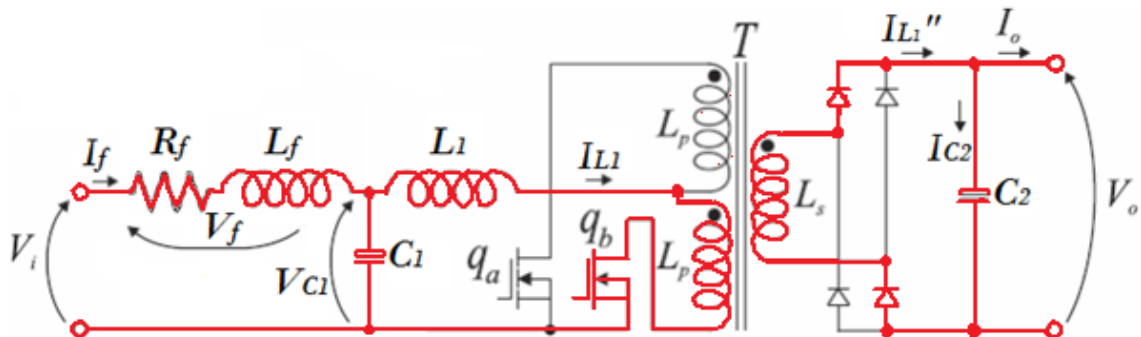 T
I_L1''
I_o
I_f
R_f
L_f
L_1
I_L1
L_p
I_C2
V_i
V_f
V_C1
C_1
q_a
q_b
L_p
L_s
C_2
V_o